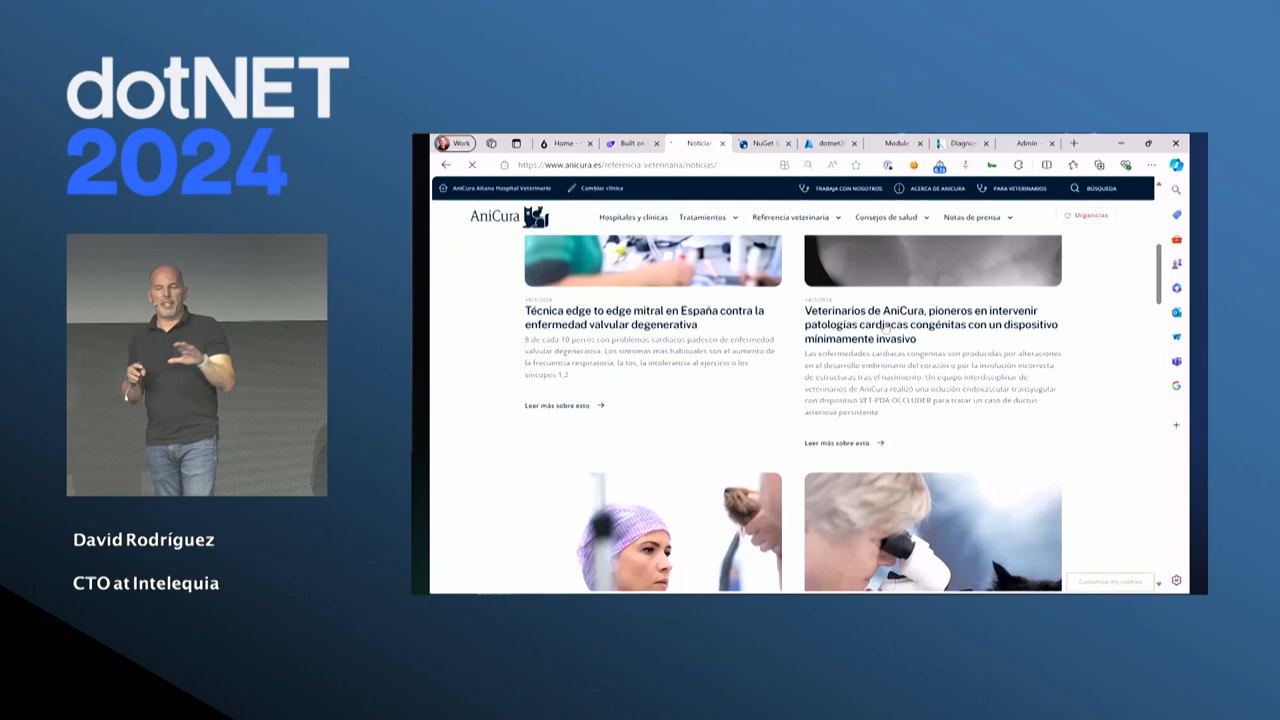 dotNET
2024
David Rodríguez
CTO at Intelequia
Work
Home -
Built on
Noticia
NuGet G
dotnet2
Module
Diagno
Admin -
https://www.anicura.es/referencia-veterinaria/noticias/
AniCura Aitana Hospital Veterinario
Cambiar clínica
TRABAJA CON NOSOTROS
ACERCA DE ANICURA
PARA VETERINARIOS
BÚSQUEDA
AniCura
Hospitales y clínicas
Tratamientos
Referencia veterinaria
Consejos de salud
Notas de prensa
Urgencias
Técnica edge to edge mitral en España contra la
enfermedad valvular degenerativa
8 de cada 10 perros con problemas cardíacos padecen de enfermedad
valvular degenerativa. Los síntomas más habituales son el aumento de
la frecuencia respiratoria, la tos, la intolerancia al ejercicio o los
síncopes.1,2
Leer más sobre esto
Veterinarios de AniCura, pioneros en intervenir
patologías cardíacas congénitas con un dispositivo
mínimamente invasivo
Las enfermedades cardíacas congénitas son producidas por alteraciones
en el desarrollo embrionario del corazón o por la involución incorrecta
de estructuras tras el nacimiento. Un equipo interdisciplinar de
veterinarios de AniCura realizó una oclusión endovascular transyugular
con dispositivo VET-PDA OCCLUDER para tratar un caso de ductus
arterioso persistente
Leer más sobre esto
Customise my cookies